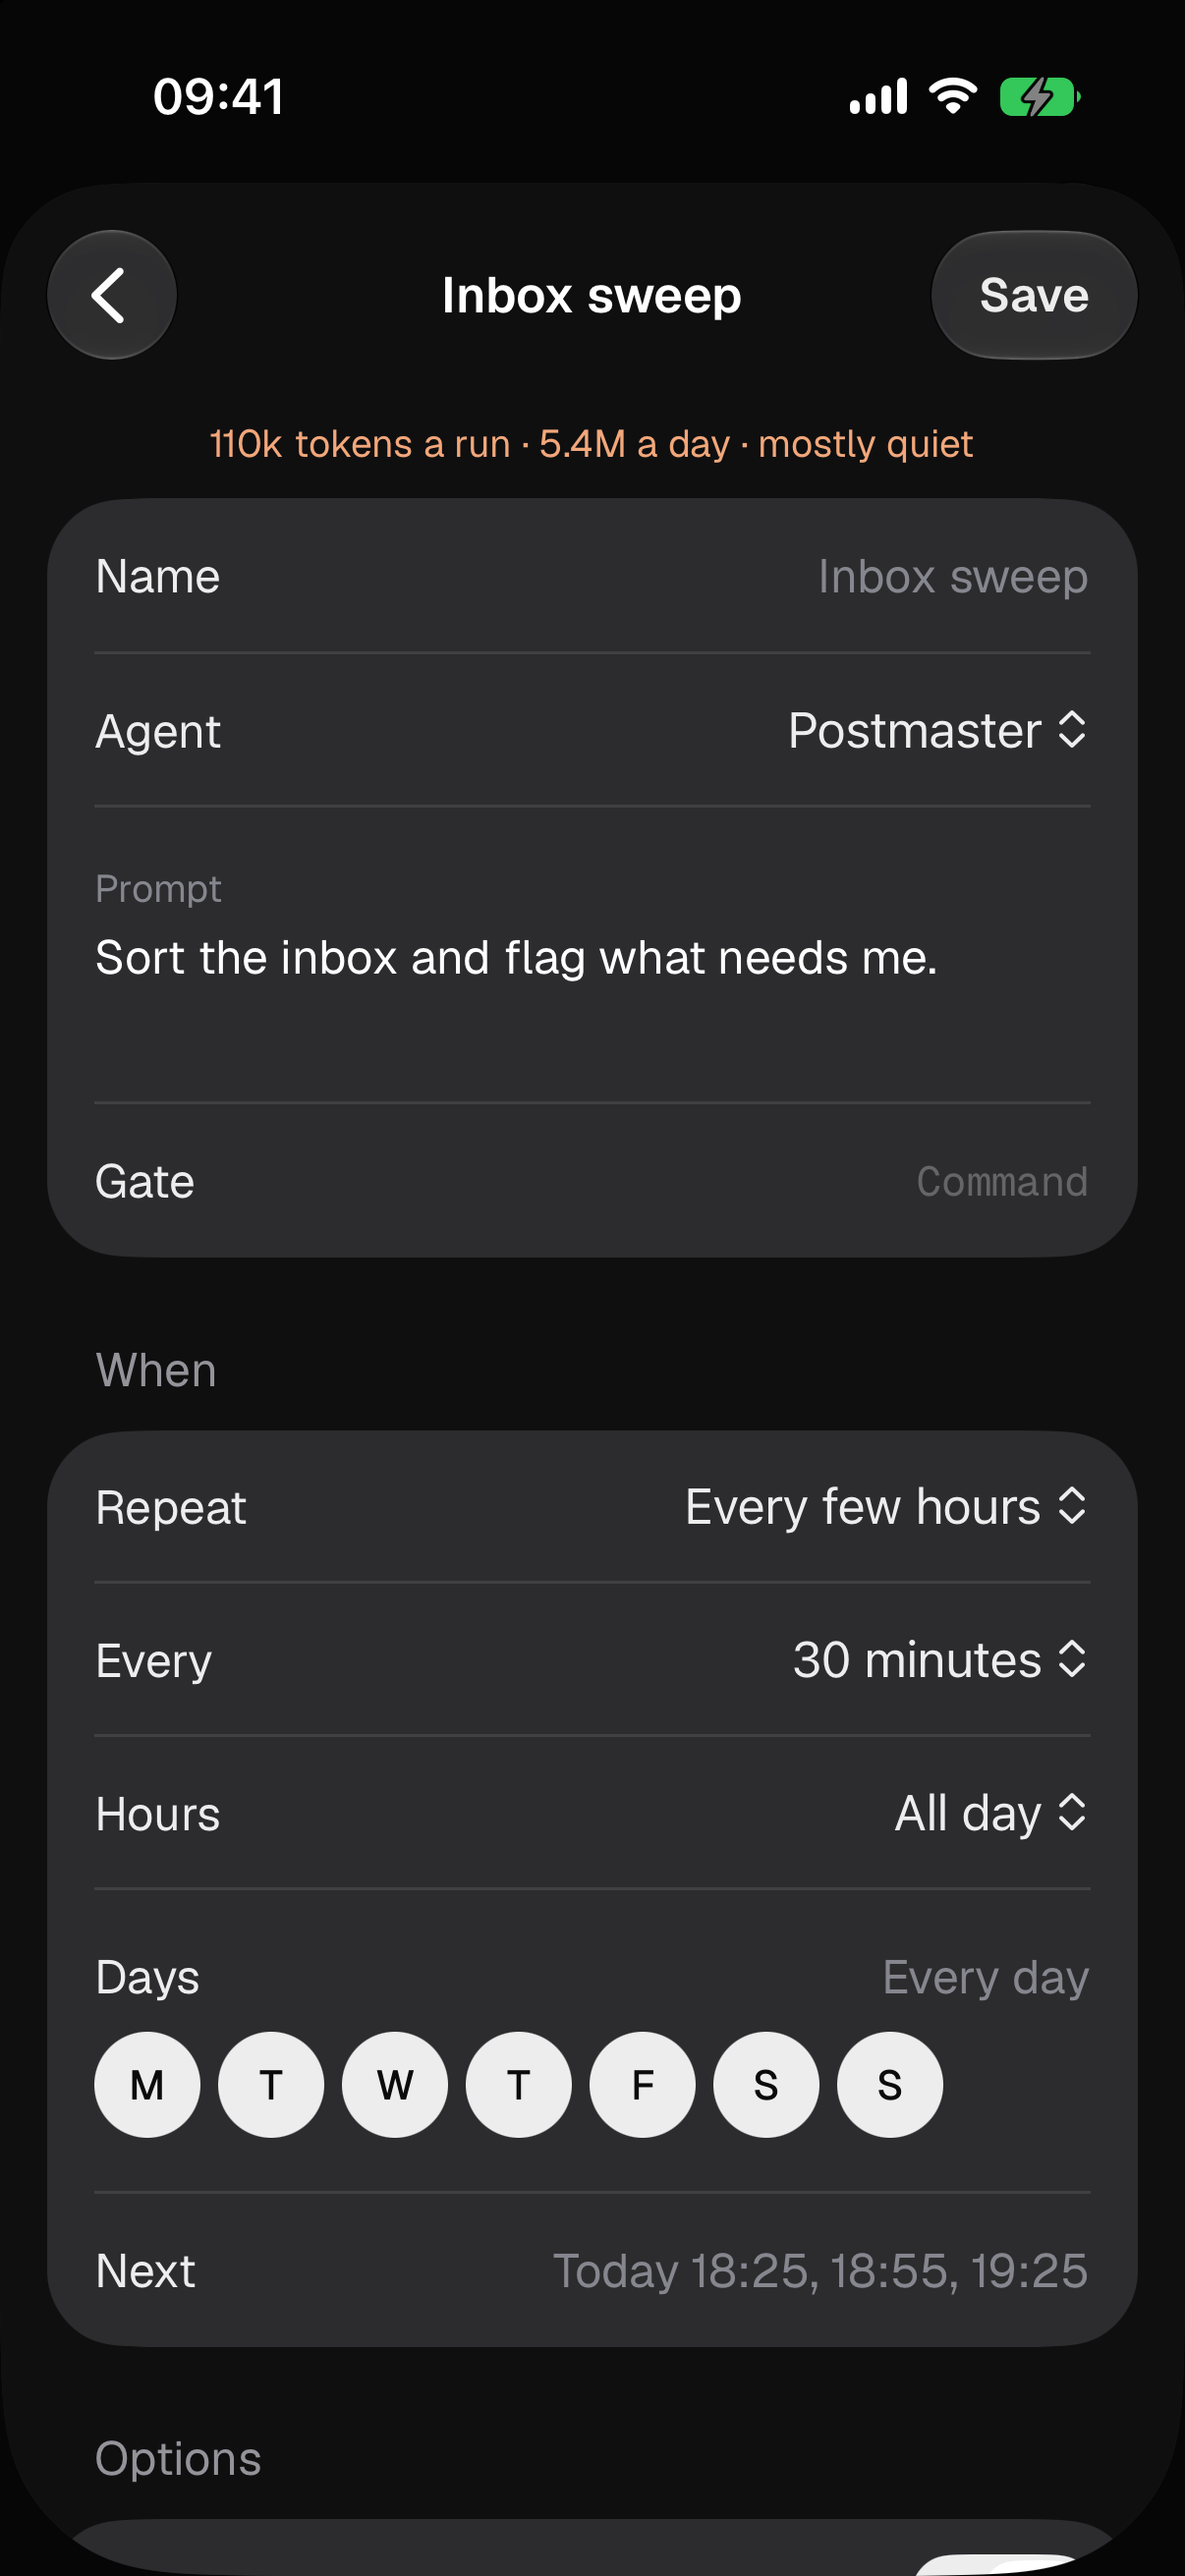 09:41
Inbox sweep
Save
110k tokens a run · 5.4M a day · mostly quiet
Name Inbox sweep
Agent Postmaster
Prompt
Sort the inbox and flag what needs me.
Gate Command
When
Repeat Every few hours
Every 30 minutes
Hours All day
Days Every day
M T W T F S S
Next Today 18:25, 18:55, 19:25
Options